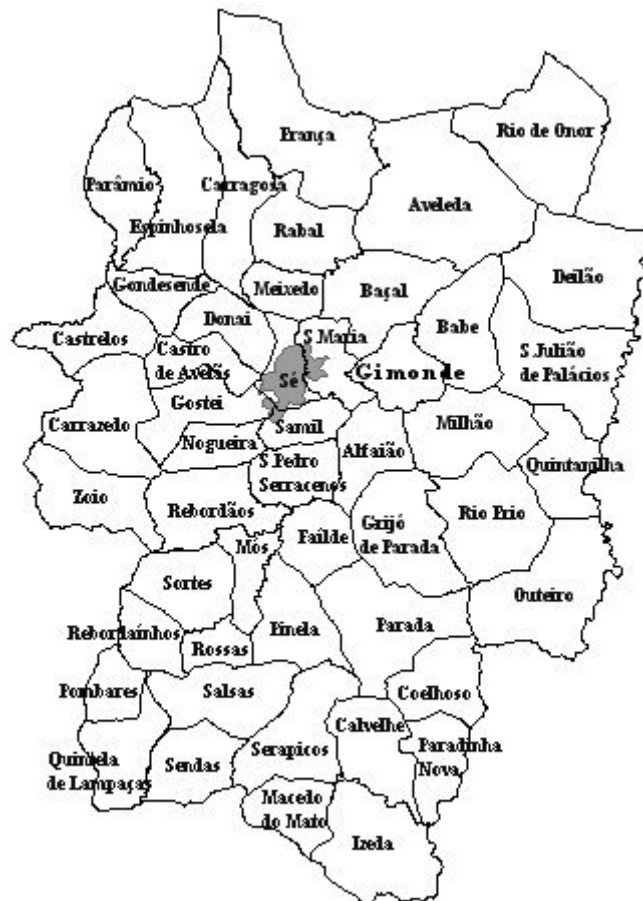 França
Rio de Onor
Parâmio
Carragosa
Aveleda
Espinhosela
Rabal
Deilão
Gondesende
Meixedo
Baçal
Donai
Babe
Castrelos
S.Maria
Castro
de Avelãs
S.Julião
de Palácios
Gimonde
Sé
Gostei
Carrazedo
Samil
Milhão
Nogueira
Alfaião
S.Pedro
Serracenos
Quintanilha
Zoio
Rebordãos
Rio Frio
Faílde
Grijó
de Parada
Mós
Sortes
Outeiro
Rebordaínhos
Pinela
Parada
Rossas
Pombares
Salsas
Coelhoso
Calvelhe
Quintela
de Lampaças
Sendas
Serapicos
Paradinha
Nova
Macedo
do Mato
Izeda